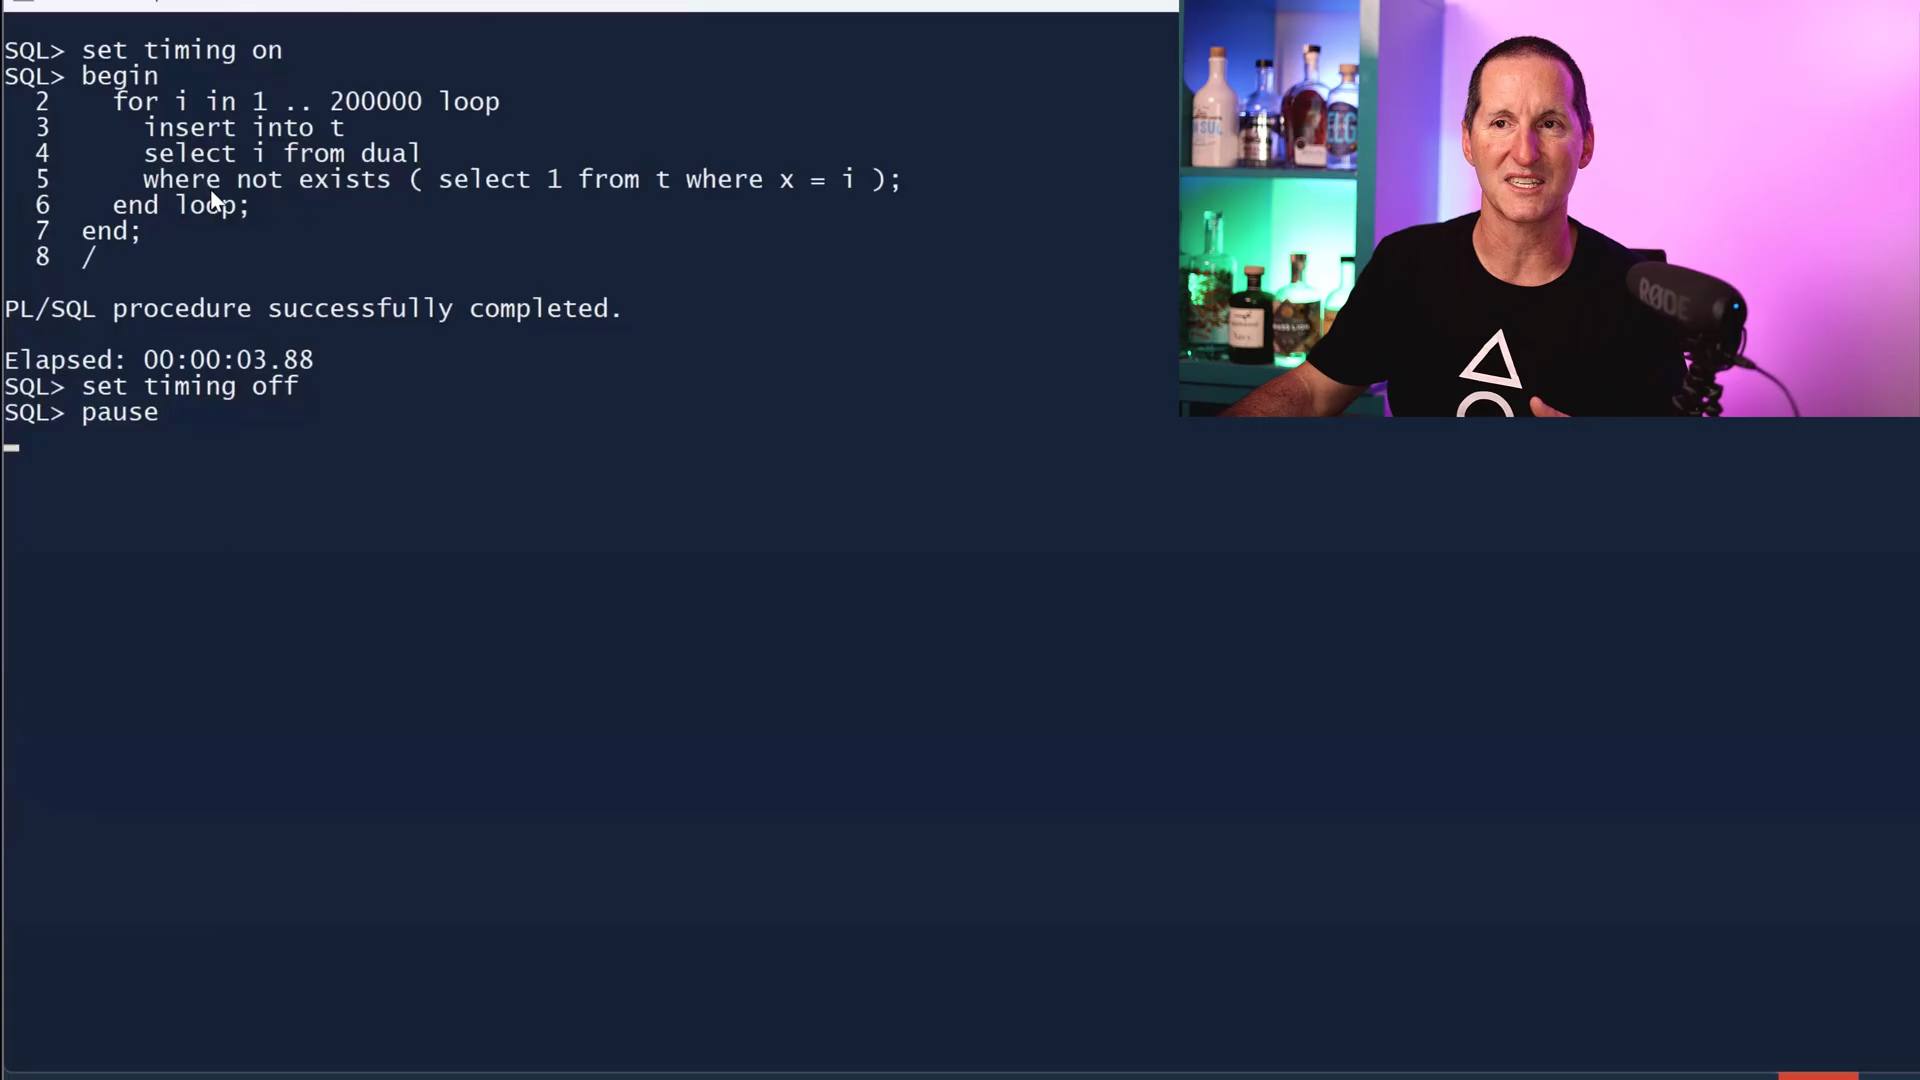 SQL> set timing on
SQL> begin
2 for i in 1 .. 200000 loop
3 insert into t
4 select i from dual
5 where not exists ( select 1 from t where x = i );
6 end loop;
7 end;
8 /
PL/SQL procedure successfully completed.
Elapsed: 00:00:03.88
SQL> set timing off
SQL> pause
RØDE